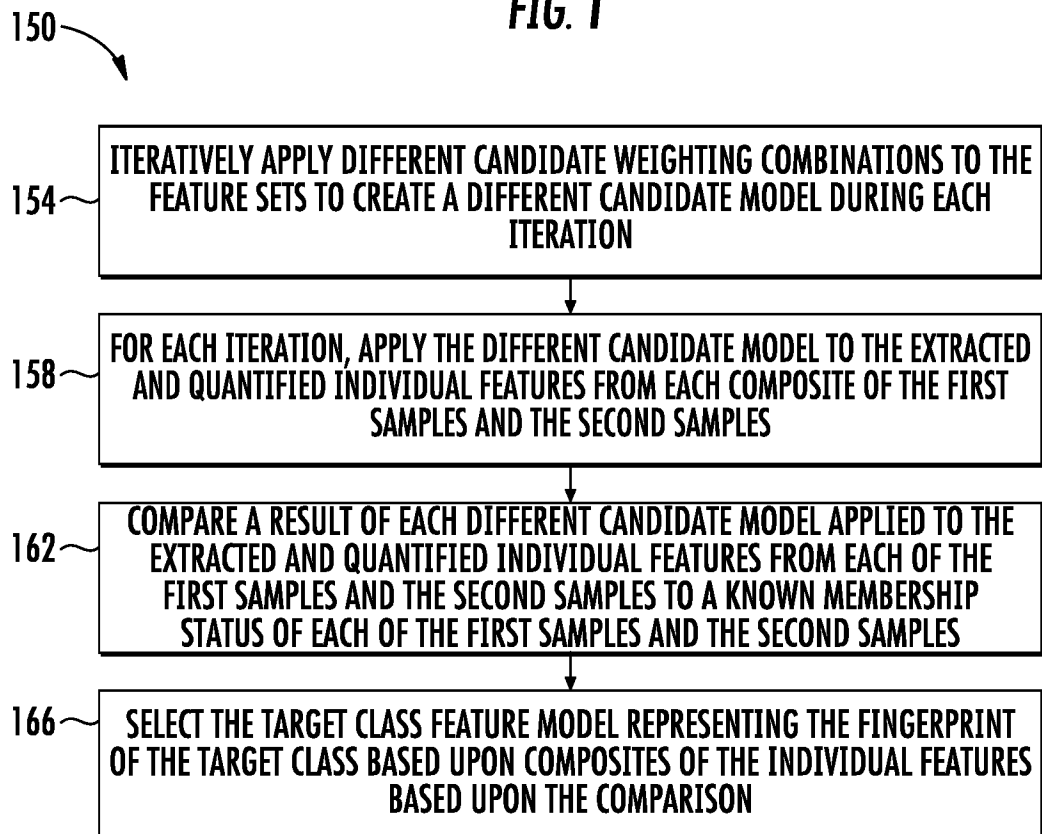 FIG. 1
150
154
ITERATIVELY APPLY DIFFERENT CANDIDATE WEIGHTING COMBINATIONS TO THE
FEATURE SETS TO CREATE A DIFFERENT CANDIDATE MODEL DURING EACH
ITERATION
158
FOR EACH ITERATION, APPLY THE DIFFERENT CANDIDATE MODEL TO THE EXTRACTED
AND QUANTIFIED INDIVIDUAL FEATURES FROM EACH COMPOSITE OF THE FIRST
SAMPLES AND THE SECOND SAMPLES
162
COMPARE A RESULT OF EACH DIFFERENT CANDIDATE MODEL APPLIED TO THE
EXTRACTED AND QUANTIFIED INDIVIDUAL FEATURES FROM EACH OF THE
FIRST SAMPLES AND THE SECOND SAMPLES TO A KNOWN MEMBERSHIP
STATUS OF EACH OF THE FIRST SAMPLES AND THE SECOND SAMPLES
166
SELECT THE TARGET CLASS FEATURE MODEL REPRESENTING THE FINGERPRINT
OF THE TARGET CLASS BASED UPON COMPOSITES OF THE INDIVIDUAL FEATURES
BASED UPON THE COMPARISON